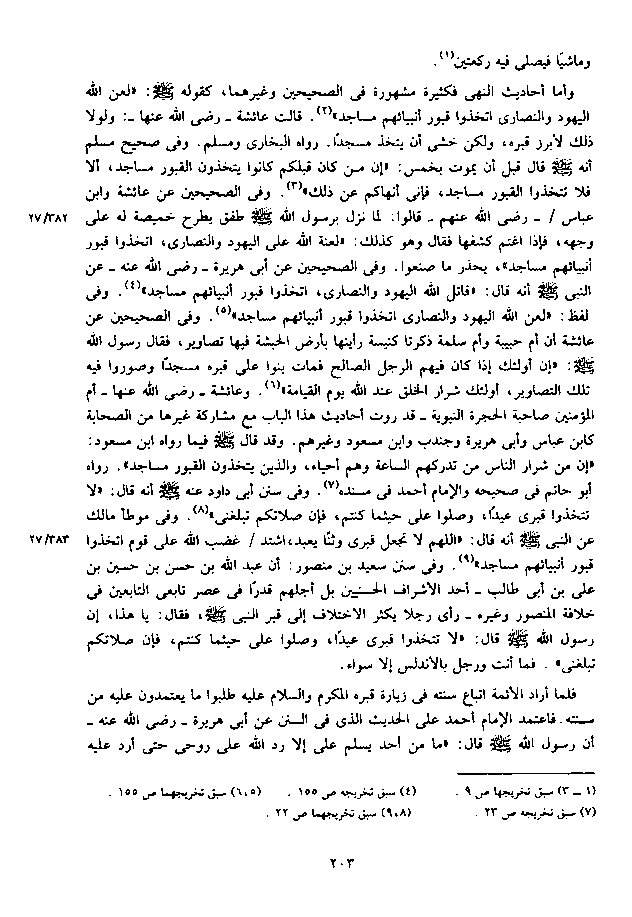 وماشيًا فيصلى فيه ركعتين(١).
وأما أحاديث النهى فكثيرة مشهورة فى الصحيحين وغيرهما، كقوله ﷺ: «لعن الله
اليهود والنصارى اتخذوا قبور أنبيائهم مساجد»(٢). قالت عائشة ـ رضى الله عنها ـ: ولولا
ذلك لأبرز قبره، ولكن خشى أن يتخذ مسجدًا. رواه البخارى ومسلم. وفى صحيح مسلم
أنه ﷺ قال قبل أن يموت بخمس: «إن من كان قبلكم كانوا يتخذون القبور مساجد، ألا
فلا تتخذوا القبور مساجد، فإنى أنهاكم عن ذلك»(٣). وفى الصحيحين عن عائشة وابن
عباس / ـ رضى الله عنهم ـ قالوا: لما نزل برسول الله ﷺ طفق يطرح خميصة له على
٢٧/٣٨٢
وجهه، فإذا اغتم كشفها فقال وهو كذلك: «لعنة الله على اليهود والنصارى، اتخذوا قبور
أنبيائهم مساجد»، يحذر ما صنعوا. وفى الصحيحين عن أبى هريرة ـ رضى الله عنه ـ عن
النبى ﷺ أنه قال: «قاتل الله اليهود والنصارى، اتخذوا قبور أنبيائهم مساجد»(٤). وفى
لفظ: «لعن الله اليهود والنصارى اتخذوا قبور أنبيائهم مساجد»(٥). وفى الصحيحين عن
عائشة أن أم حبيبة وأم سلمة ذكرتا كنيسة رأينها بأرض الحبشة فيها تصاوير، فقال رسول الله
ﷺ: «إن أولئك إذا كان فيهم الرجل الصالح فمات بنوا على قبره مسجدًا وصوروا فيه
تلك التصاوير، أولئك شرار الخلق عند الله يوم القيامة»(٦). وعائشة ـ رضى الله عنها ـ أم
المؤمنين صاحبة الحجرة النبوية ـ قد روت أحاديث هذا الباب مع مشاركة غيرها من الصحابة
كابن عباس وأبى هريرة وجندب وابن مسعود وغيرهم. وقد قال ﷺ فيما رواه ابن مسعود:
«إن من شرار الناس من تدركهم الساعة وهم أحياء، والذين يتخذون القبور مساجد». رواه
أبو حاتم فى صحيحه والإمام أحمد فى مسنده(٧). وفى سنن أبى داود عنه ﷺ أنه قال: «لا
تتخذوا قبرى عيدًا، وصلوا على حيثما كنتم، فإن صلاتكم تبلغنى»(٨). وفى موطأ مالك
عن النبى ﷺ أنه قال: «اللهم لا تجعل قبرى وثنًا يعبد، اشتد / غضب الله على قوم اتخذوا
٢٧/٣٨٣
قبور أنبيائهم مساجد»(٩). وفى سنن سعيد بن منصور: أن عبد الله بن حسن بن حسين بن
على بن أبى طالب ـ أحد الأشراف الحسنيين بل أجلهم قدرًا فى عصر تابعى التابعين فى
خلافة المنصور وغيره ـ رأى رجلا يكثر الاختلاف إلى قبر النبى ﷺ، فقال: يا هذا، إن
رسول الله ﷺ قال: «لا تتخذوا قبرى عيدًا، وصلوا على حيثما كنتم، فإن صلاتكم
تبلغنى». فما أنت ورجل بالأندلس إلا سواء.
فلما أراد الأئمة اتباع سنته فى زيارة قبره المكرم والسلام عليه طلبوا ما يعتمدون عليه من
سنته. فاعتمد الإمام أحمد على الحديث الذى فى السنن عن أبى هريرة ـ رضى الله عنه ـ
أن رسول الله ﷺ قال: «ما من أحد يسلم على إلا رد الله على روحى حتى أرد عليه
(١ ـ ٣) سبق تخريجها ص ٩ . (٤) سبق تخريجه ص ١٥٥ . (٦،٥) سبق تخريجهما ص ١٥٥ .
(٧) سبق تخريجه ص ٢٣ . (٩،٨) سبق تخريجهما ص ٢٢ .
٢٠٣